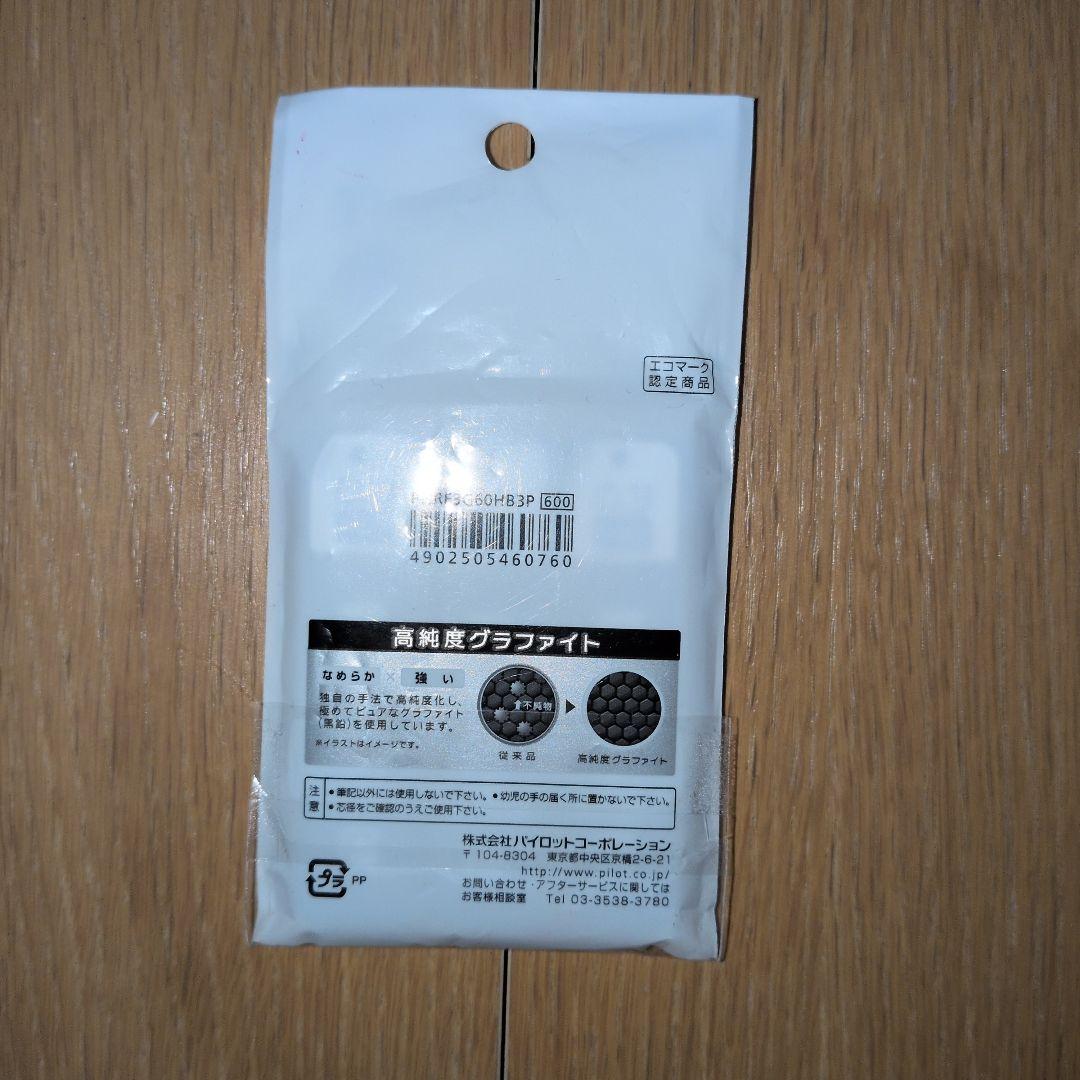 エコマーク
認定商品
60HB3P 600
4902505460760
高純度グラファイト
なめらか × 強い
独自の手法で高純度化し、
極めてピュアなグラファイト
(黒鉛)を使用しています。
※イラストはイメージです。
不純物
従来品
高純度グラファイト
注意
●筆記以外には使用しないで下さい。●幼児の手の届く所に置かないで下さい。
●芯径をご確認のうえご使用下さい。
株式会社パイロットコーポレーション
〒104-8304 東京都中央区京橋2-6-21
http://www.pilot.co.jp/
お問い合わせ・アフターサービスに関しては
お客様相談室 Tel 03-3538-3780
プラ PP